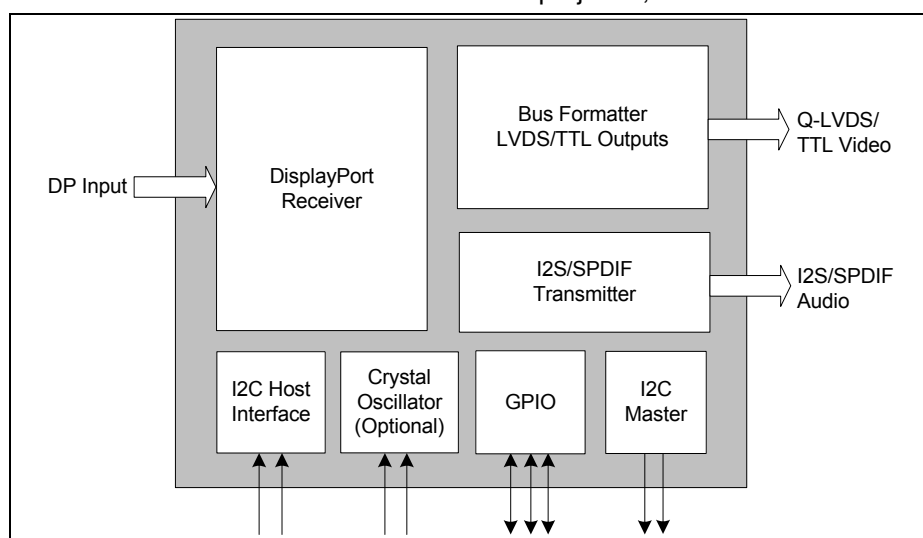 DP Input
DisplayPort
Receiver
Bus Formatter
LVDS/TTL Outputs
Q-LVDS/
TTL Video
I2S/SPDIF
Transmitter
I2S/SPDIF
Audio
I2C Host
Interface
Crystal
Oscillator
(Optional)
GPIO
I2C
Master